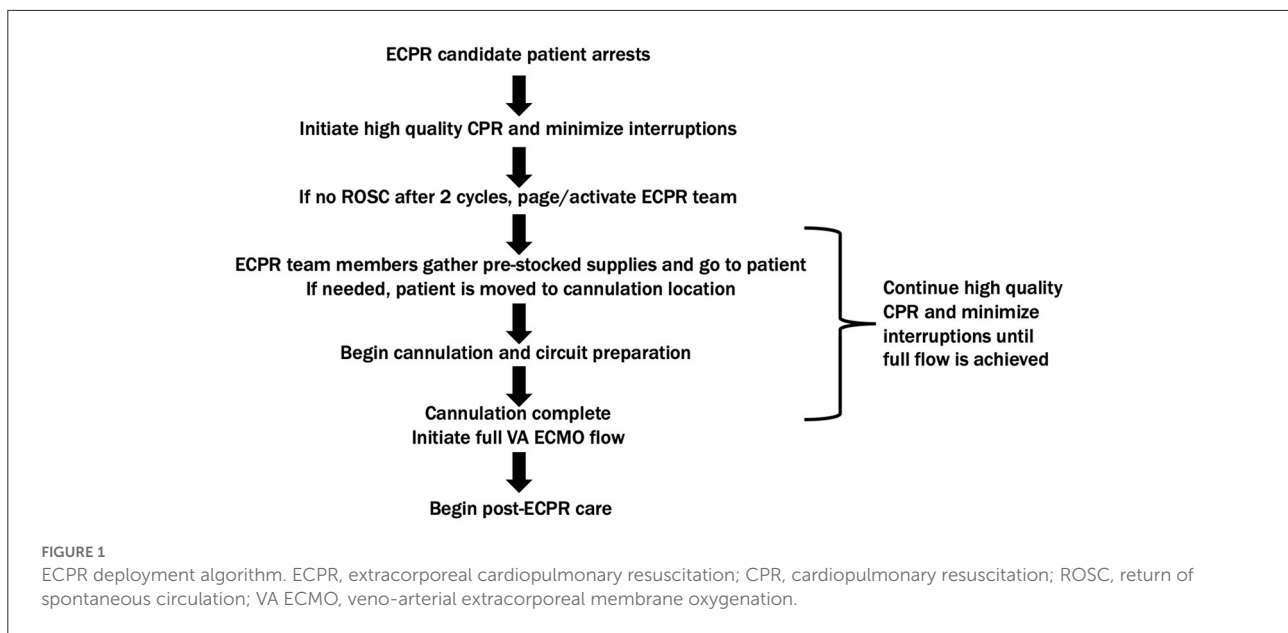 ECPR candidate patient arrests
Initiate high quality CPR and minimize interruptions
If no ROSC after 2 cycles, page/activate ECPR team
ECPR team members gather pre-stocked supplies and go to patient
If needed, patient is moved to cannulation location
Begin cannulation and circuit preparation
Cannulation complete
Initiate full VA ECMO flow
Begin post-ECPR care
Continue high quality
CPR and minimize
interruptions until
full flow is achieved
FIGURE 1
ECPR deployment algorithm. ECPR, extracorporeal cardiopulmonary resuscitation; CPR, cardiopulmonary resuscitation; ROSC, return of
spontaneous circulation; VA ECMO, veno-arterial extracorporeal membrane oxygenation.